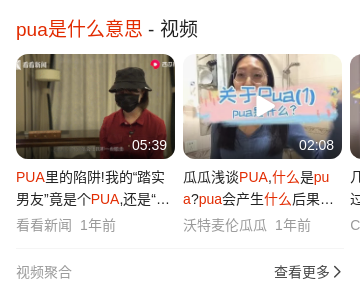 pua是什么意思 - 视频
看看新闻
关于Pua(1)
pua是什么?
05:39
02:08
PUA里的陷阱!我的“踏实
男友”竟是个PUA,还是“…
看看新闻 1年前
瓜瓜浅谈PUA,什么是pu
a?pua会产生什么后果…
沃特麦伦瓜瓜 1年前
视频聚合
查看更多